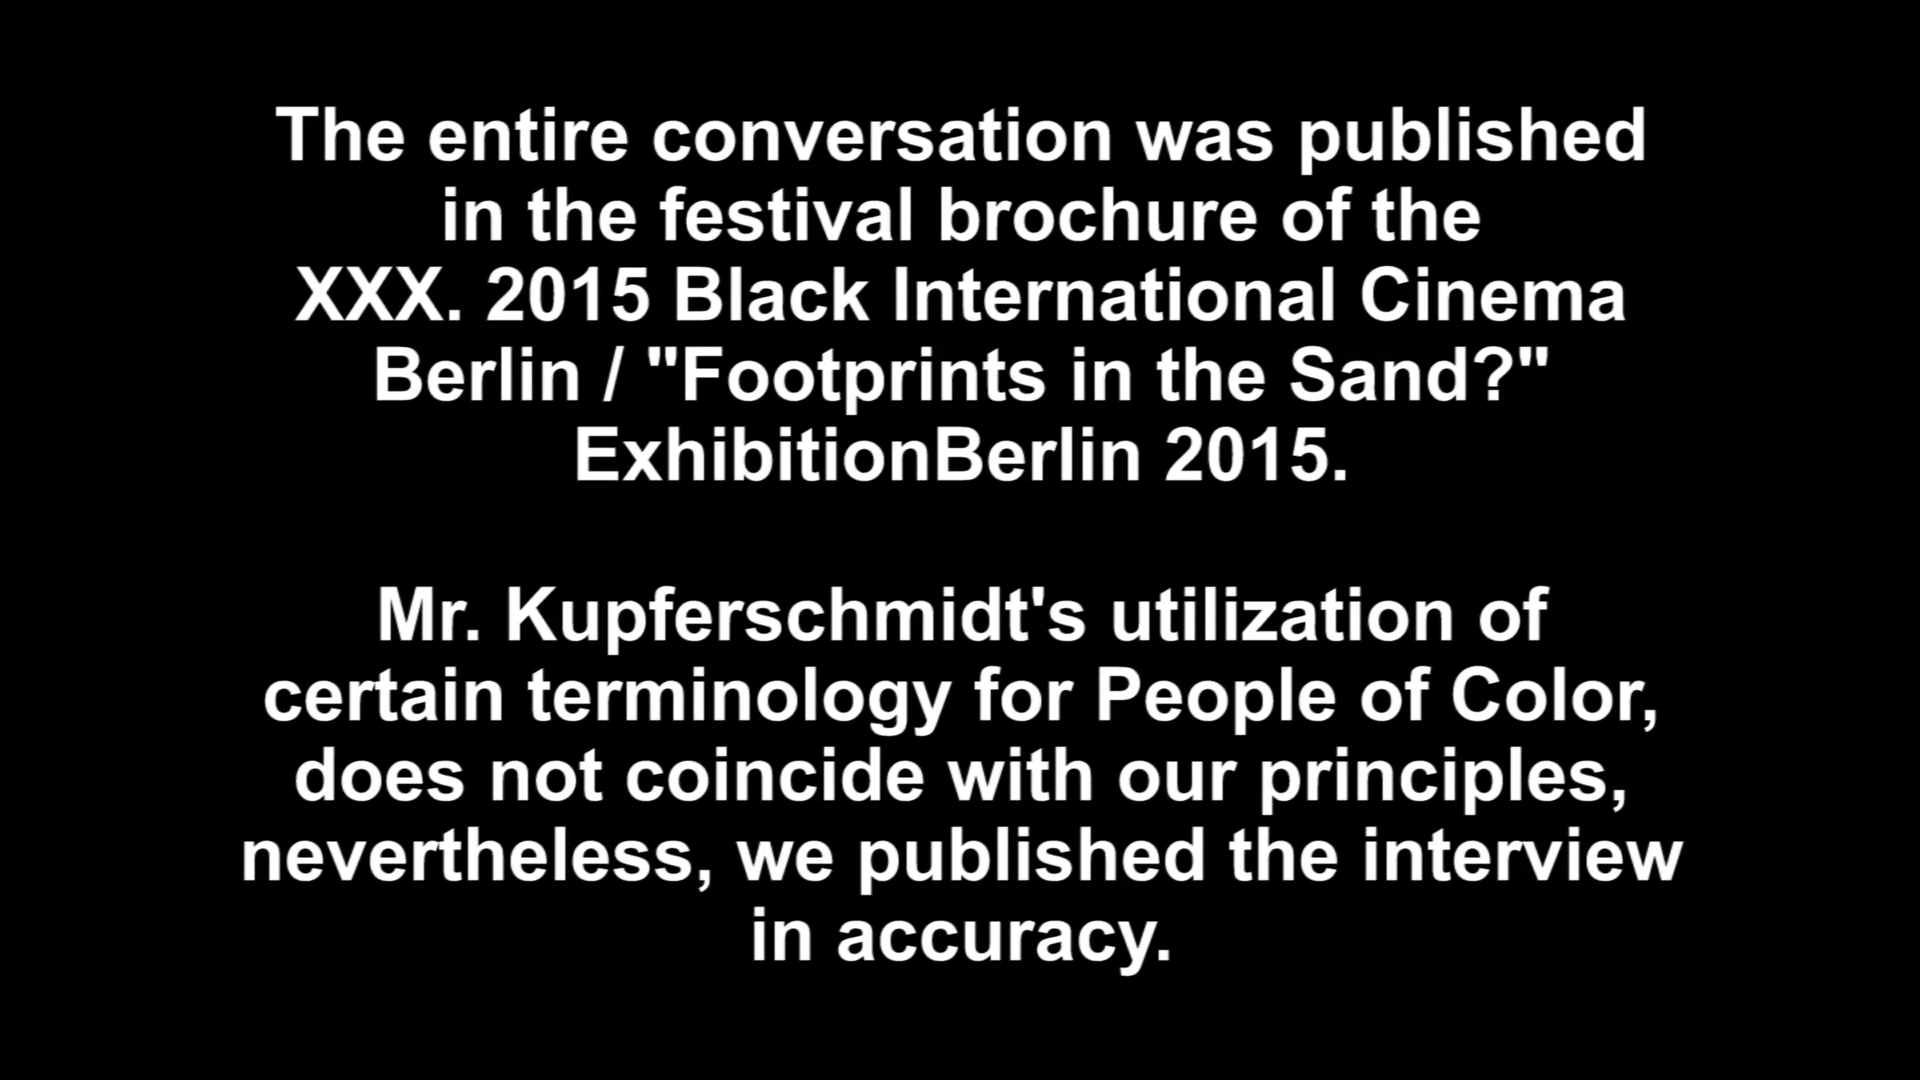 The entire conversation was published
in the festival brochure of the
XXX. 2015 Black International Cinema
Berlin / "Footprints in the Sand?"
ExhibitionBerlin 2015.
Mr. Kupferschmidt's utilization of
certain terminology for People of Color,
does not coincide with our principles,
nevertheless, we published the interview
in accuracy.